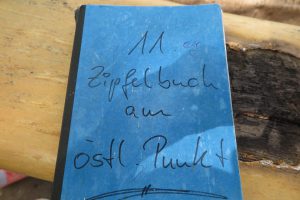 11.
Zipfelbuch
am
östl. Punkt